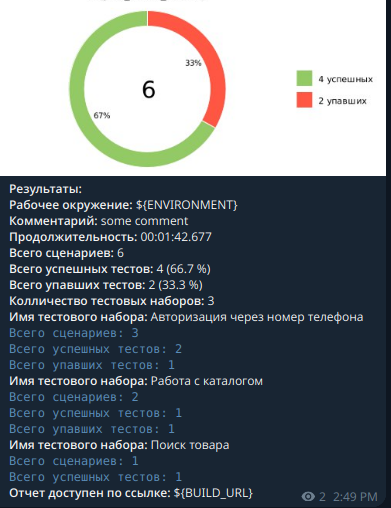 33%
4 успешных
6
2 упавших
67%
Результаты:
Рабочее окружение: ${ENVIRONMENT}
Комментарий: some comment
Продолжительность: 00:01:42.677
Всего сценариев: 6
Всего успешных тестов: 4 (66.7 %)
Всего упавших тестов: 2 (33.3 %)
Колличество тестовых наборов: 3
Имя тестового набора: Авторизация через номер телефона
Всего сценариев: 3
Всего успешных тестов: 2
Всего упавших тестов: 1
Имя тестового набора: Работа с каталогом
Всего сценариев: 2
Всего успешных тестов: 1
Всего упавших тестов: 1
Имя тестового набора: Поиск товара
Всего сценариев: 1
Всего успешных тестов: 1
Отчет доступен по ссылке: ${BUILD_URL}
2 2:49 PM